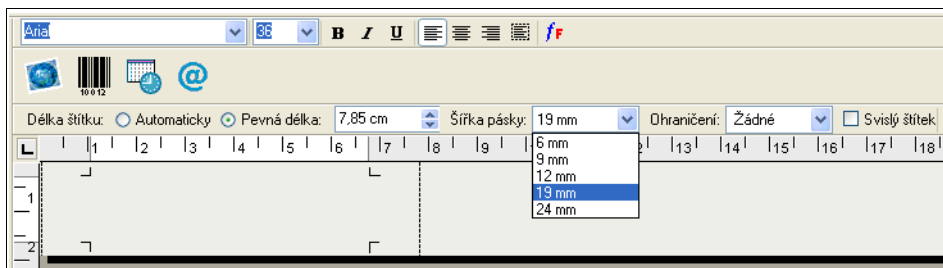 Arial 36 B I U fF
10012 @
Délka štítku: Automaticky Pevná délka: 7,85 cm Šířka pásky: 19 mm Ohraničení: Žádné Svislý štítek
L 1 2 3 4 5 6 7 8 9 13 14 15 16 17 18
6 mm
9 mm
12 mm
19 mm
24 mm
1
2